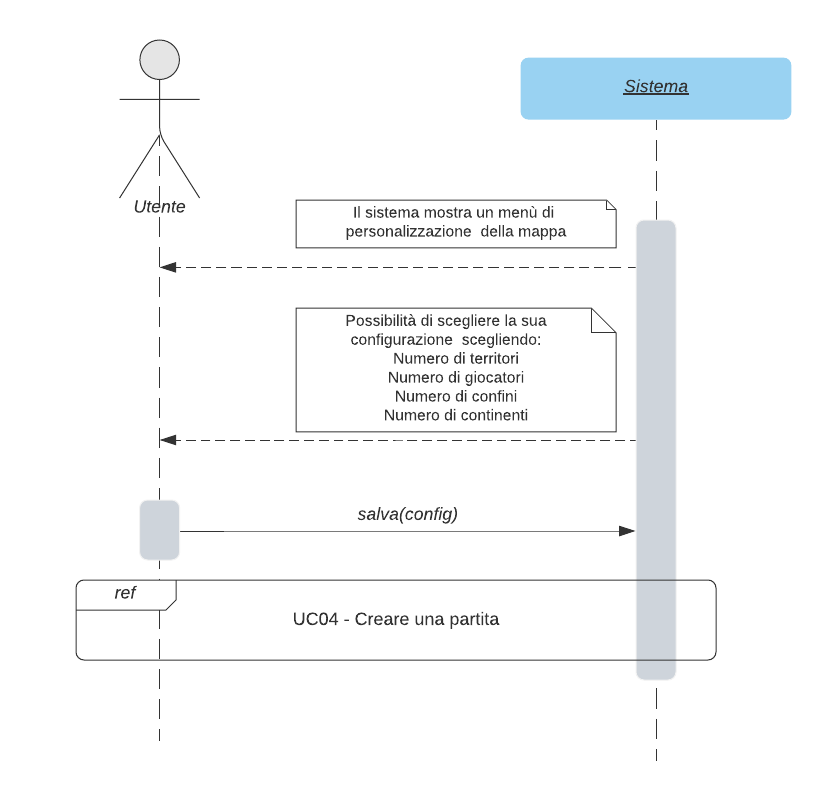 Sistema
Utente
Il sistema mostra un menù di
personalizzazione della mappa
Possibilità di scegliere la sua
configurazione scegliendo:
Numero di territori
Numero di giocatori
Numero di confini
Numero di continenti
salva(config)
ref
UC04 - Creare una partita